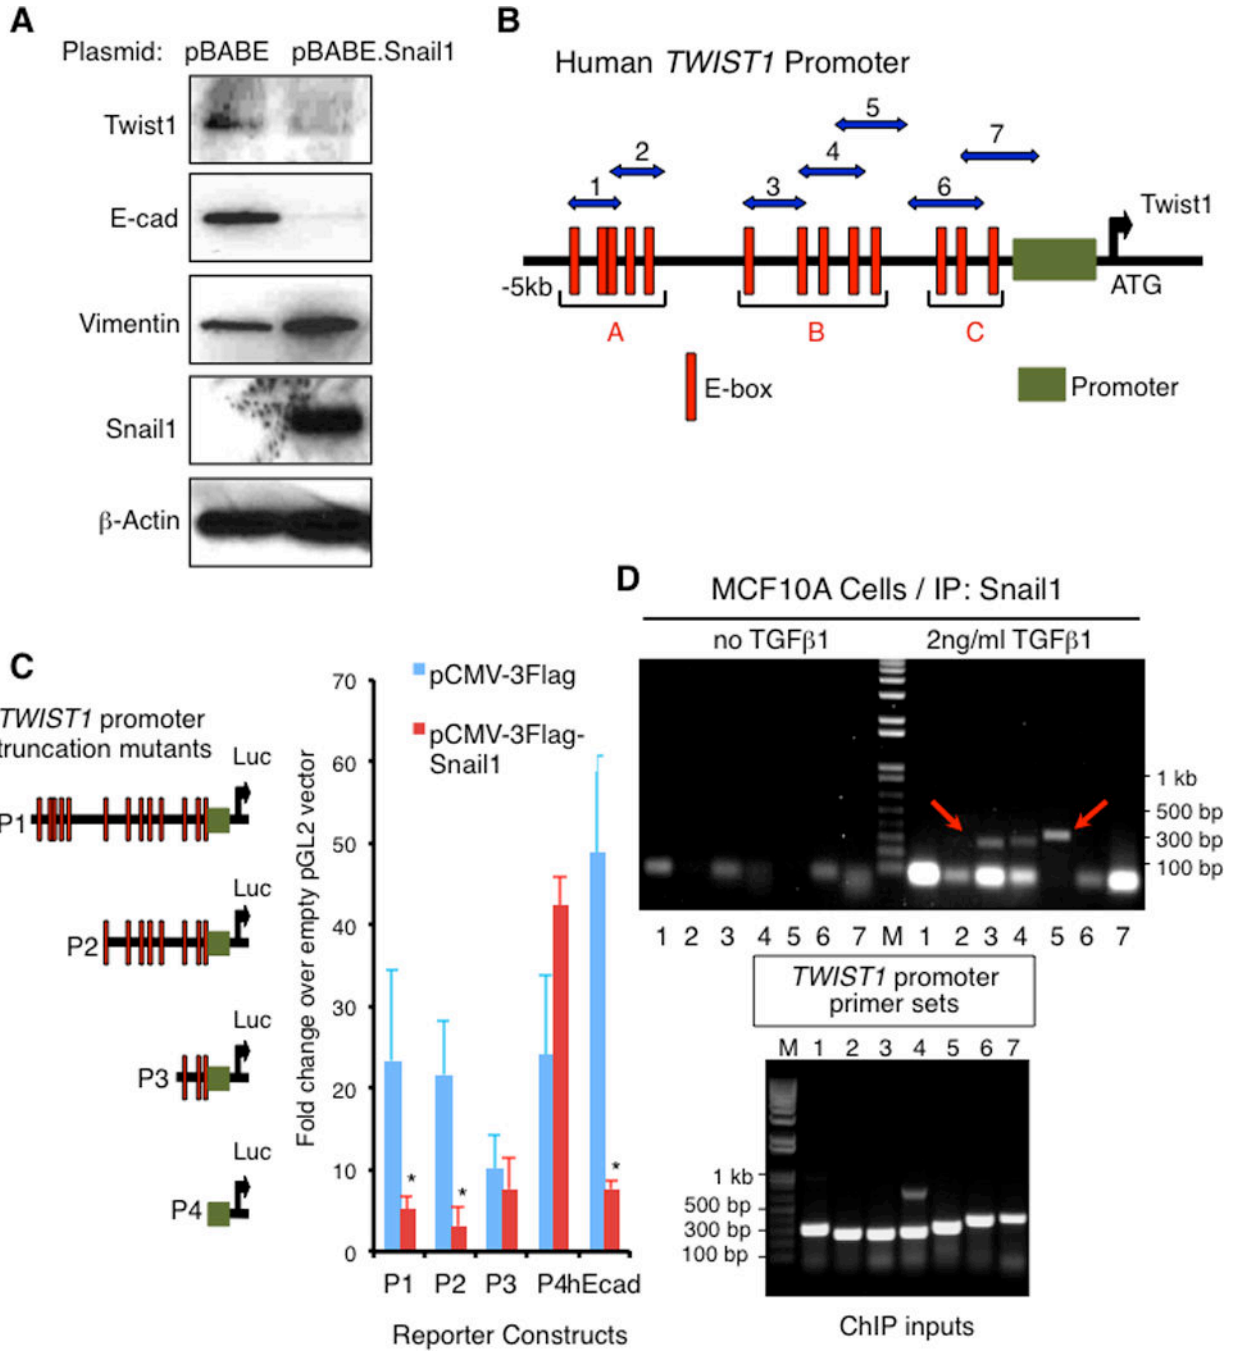 A
Plasmid: pBABE pBABE.Snail1
Twist1
E-cad
Vimentin
Snail1
β-Actin
B
Human TWIST1 Promoter
5
7
2
4
1
3
6
Twist1
-5kb
ATG
A
B
C
E-box
Promoter
C
TWIST1 promoter
truncation mutants
Luc
P1
Luc
P2
Luc
P3
Luc
P4
pCMV-3Flag
pCMV-3Flag-
Snail1
Fold change over empty pGL2 vector
70
60
50
40
30
20
10
0
*
*
*
P1 P2 P3 P4 hEcad
Reporter Constructs
D
MCF10A Cells / IP: Snail1
no TGFβ1 2ng/ml TGFβ1
1 kb
500 bp
300 bp
100 bp
1 2 3 4 5 6 7 M 1 2 3 4 5 6 7
TWIST1 promoter
primer sets
M 1 2 3 4 5 6 7
1 kb
500 bp
300 bp
100 bp
ChIP inputs